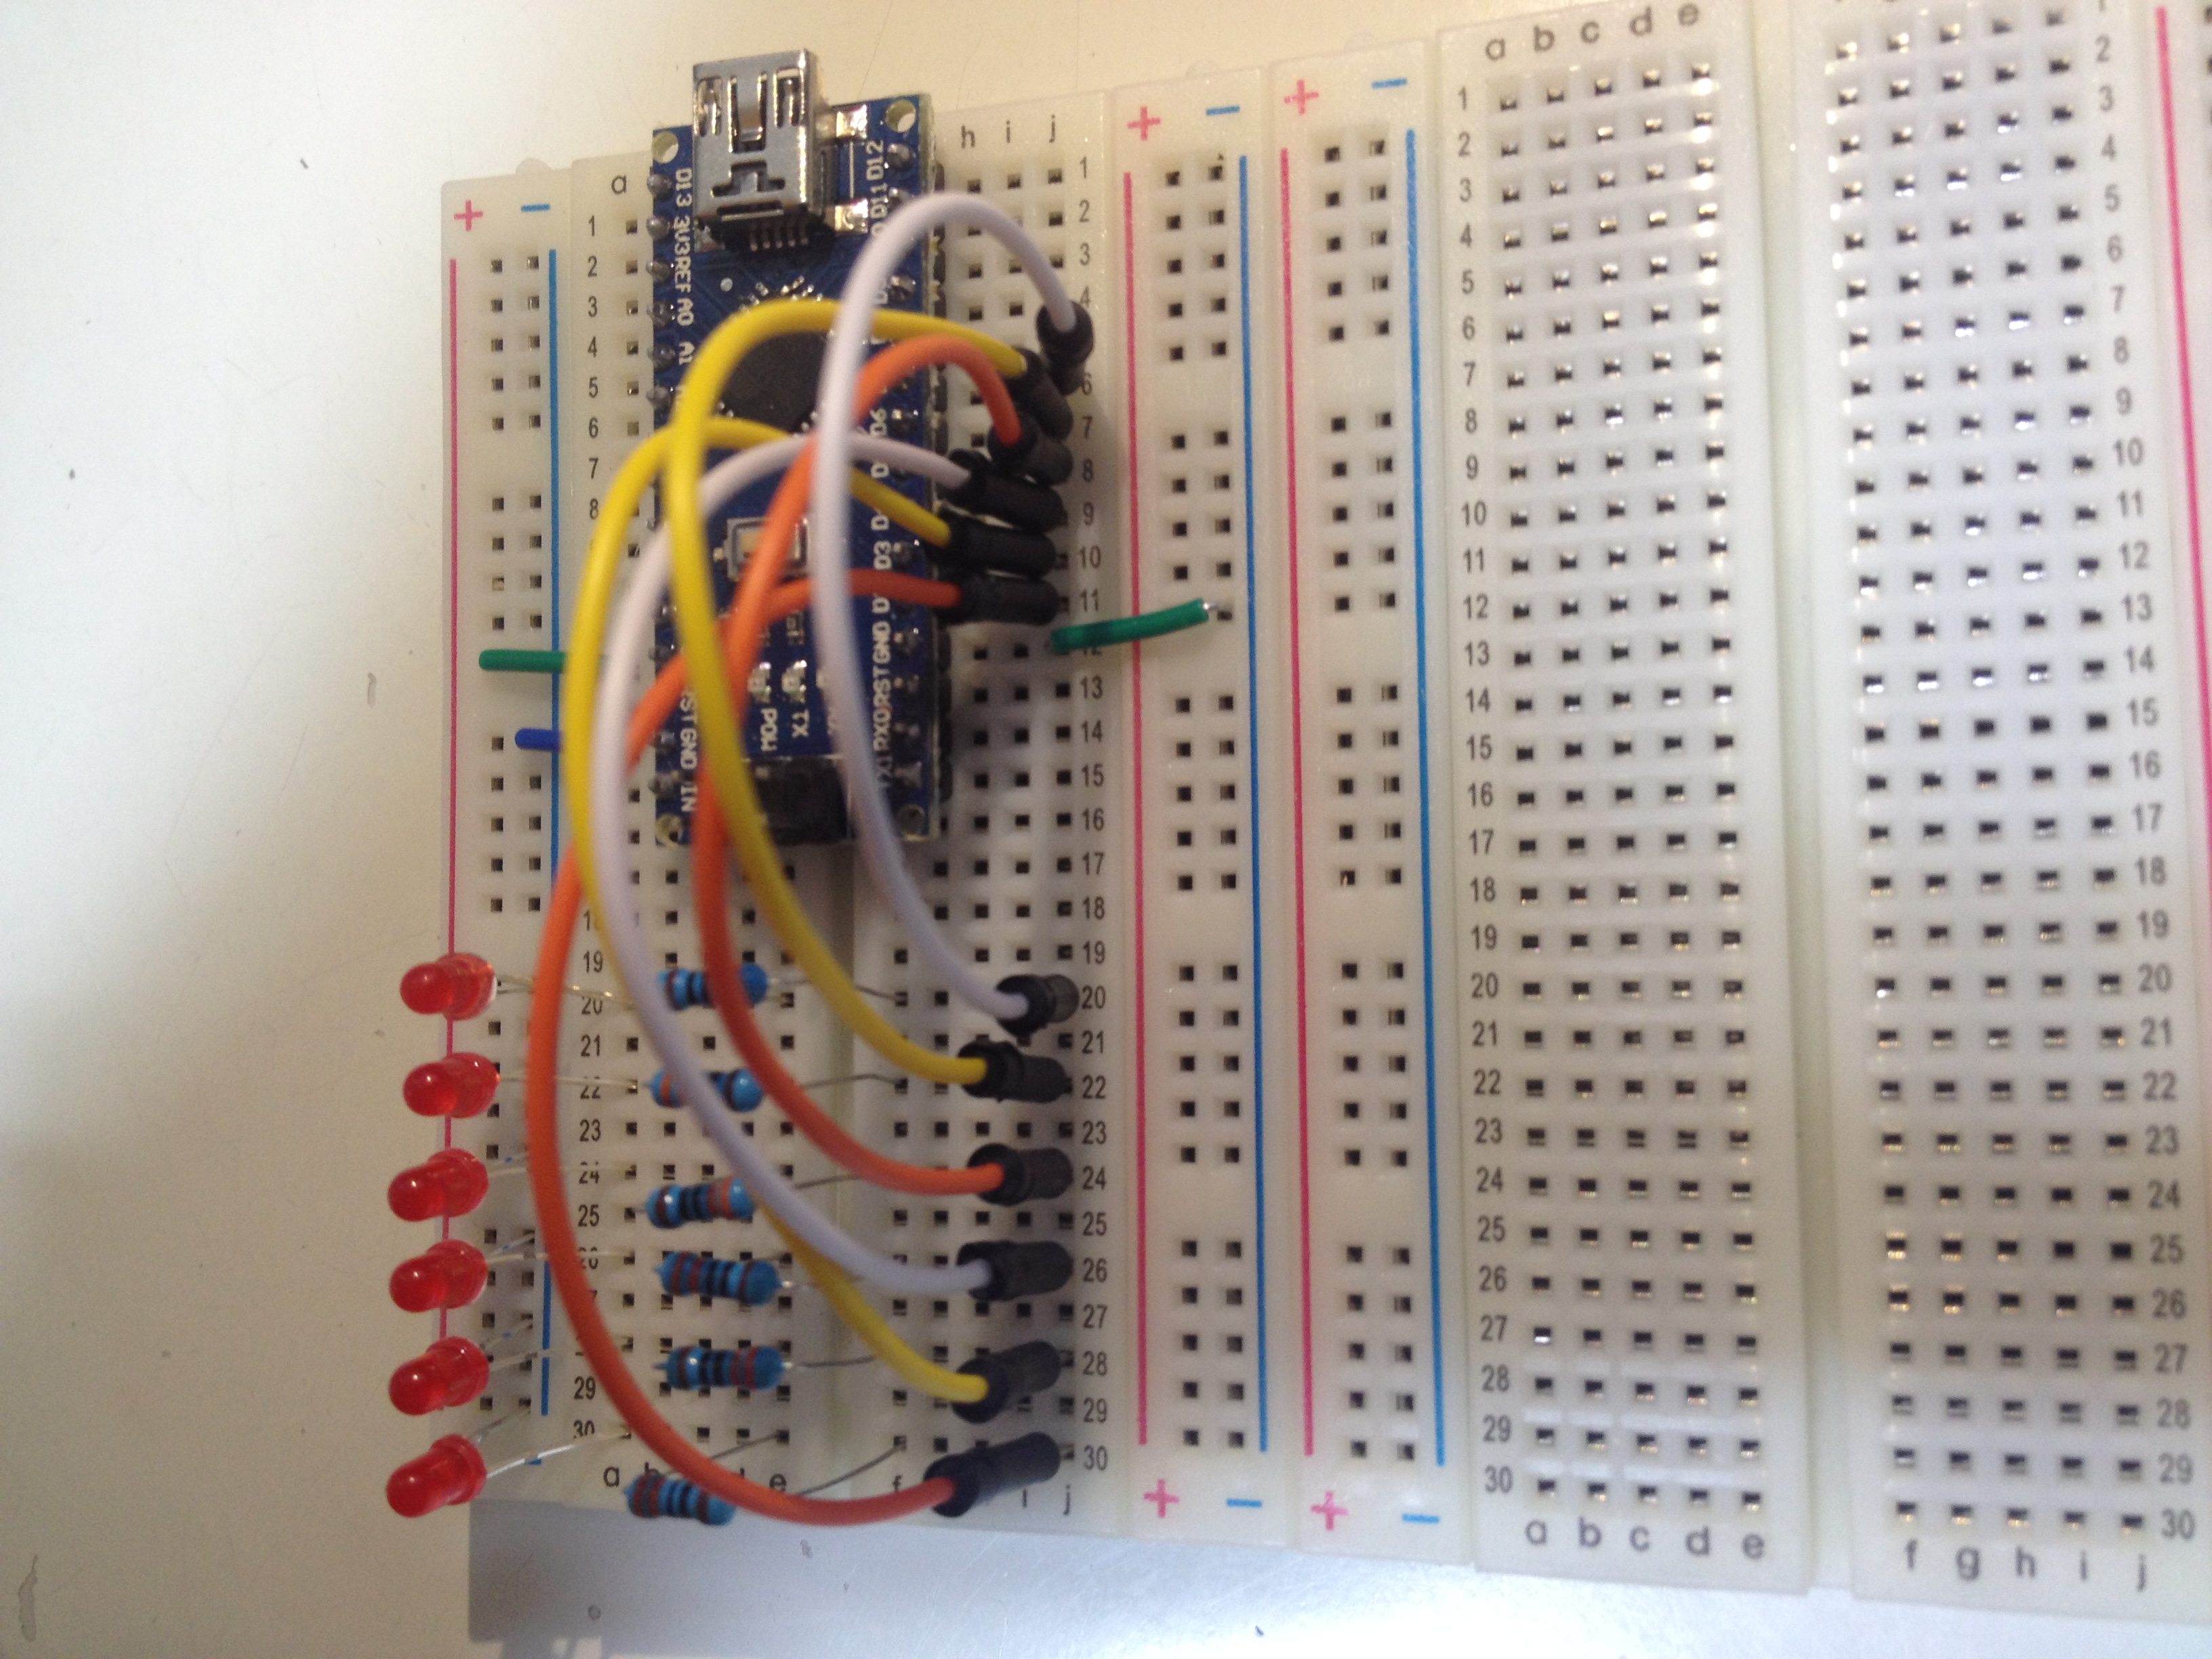 +
−
30 29 26 25 24 23 22 21 20 19 8 7 6 5 4 3 2 1
a a
e
GND A1 A0 REF 3V3 D13
POW
TX
f TX1 RX0 RST GND D3 D6 D11 D12
h
i i
j j
30 29 28 27 26 25 24 23 22 21 20 19 18 17 16 15 14 13 12 11 10 9 8 7 6 4 3 2 1
+ +
− −
+ +
− −
30 29 28 27 26 25 24 23 22 21 20 19 18 17 16 15 14 13 12 11 10 9 8 7 6 5 4 3 2 1
a a
b b
c c
d d
e e
f
g
h
i
j
30 29 28 27 26 25 24 23 22 21 20 19 18 17 16 15 14 13 12 11 10 9 8 7 6 5 4 3 2